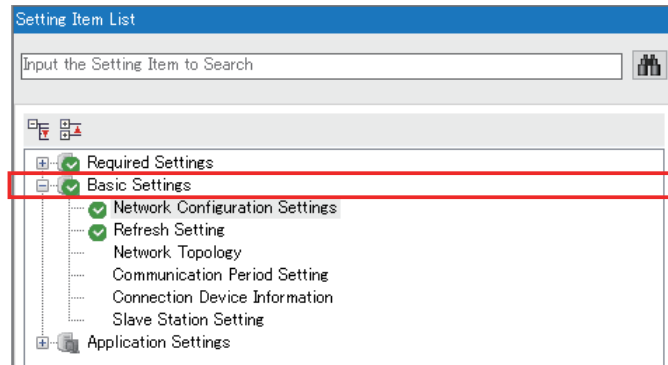 Setting Item List
Input the Setting Item to Search
Required Settings
Basic Settings
Network Configuration Settings
Refresh Setting
Network Topology
Communication Period Setting
Connection Device Information
Slave Station Setting
Application Settings